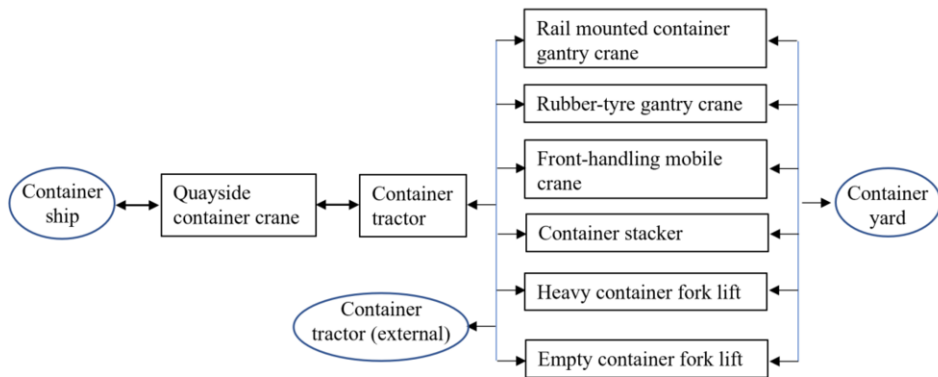 Container
ship
Quayside
container crane
Container
tractor
Container
tractor (external)
Rail mounted container
gantry crane
Rubber-tyre gantry crane
Front-handling mobile
crane
Container stacker
Heavy container fork lift
Empty container fork lift
Container
yard